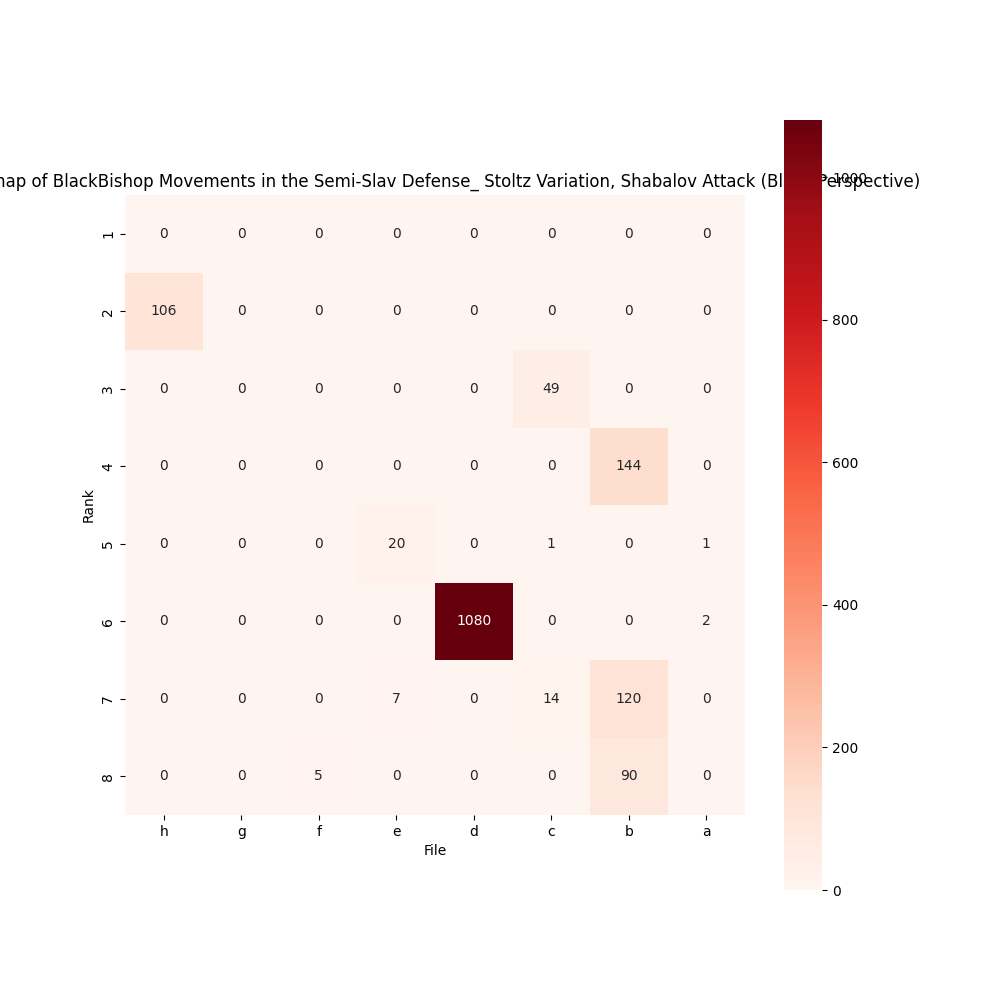 of BlackBishop Movements in the Semi-Slav Defense_ Stoltz Variation, Shabalov Attack (Black Perspective)
1000
1 0 0 0 0 0 0 0 0
2 106 0 0 0 0 0 0 0
800
3 0 0 0 0 0 49 0 0
4 0 0 0 0 0 0 144 0
600
Rank
5 0 0 0 20 0 1 0 1
400
6 0 0 0 0 1080 0 0 2
7 0 0 0 7 0 14 120 0
200
8 0 0 5 0 0 0 90 0
h g f e d c b a
File
0